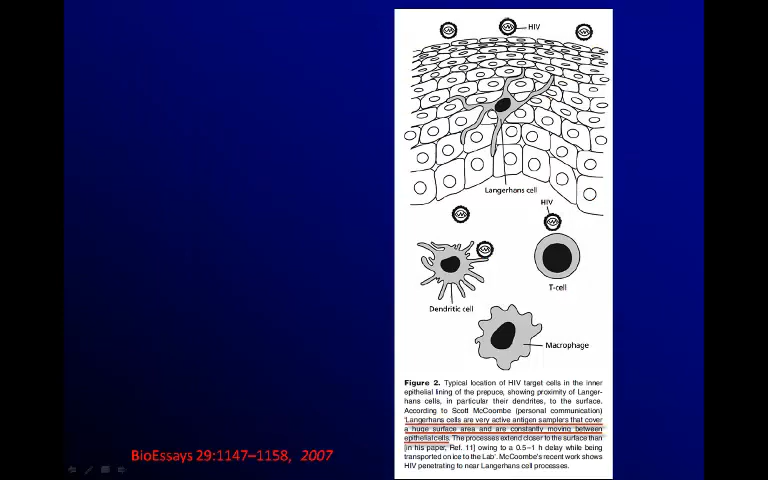 HIV
Langerhans cell
HIV
T-cell
Dendritic cell
Macrophage
Figure 2. Typical location of HIV target cells in the inner
epithelial lining of the prepuce, showing proximity of Langer-
hans cells, in particular their dendrites, to the surface.
According to Scott McCoombe (personal communication)
'Langerhans cells are very active antigen samplers that cover
a huge surface area and are constantly moving between
epithelial cells. The processes extend closer to the surface than
[in his paper, Ref. 11] owing to a 0.5–1 h delay while being
transported on ice to the Lab'. McCoombe's recent work shows
HIV penetrating to near Langerhans cell processes.
BioEssays 29:1147–1158, 2007